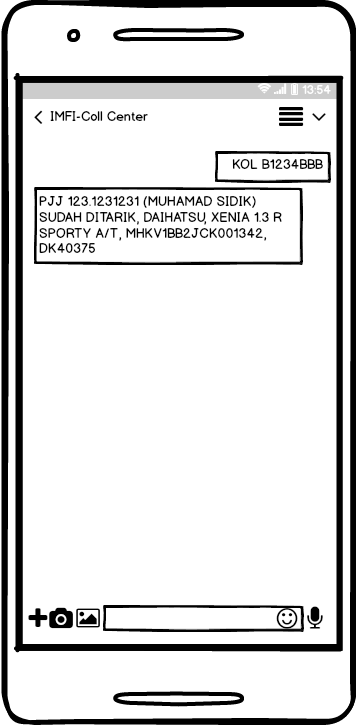 13:54
IMFI-Coll Center
KOL B1234BBB
PJJ 123.1231231 (MUHAMAD SIDIK)
SUDAH DITARIK, DAIHATSU, XENIA 1.3 R
SPORTY A/T, MHKV1BB2JCK001342,
DK40375